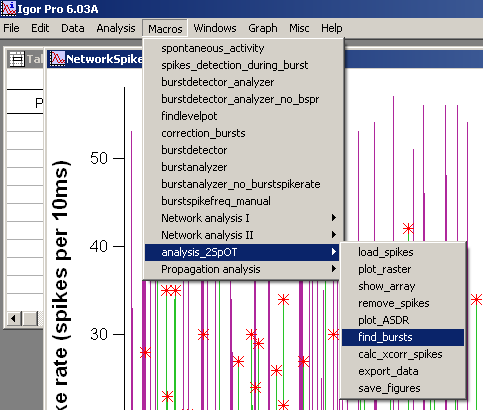 Igor Pro 6.03A
File Edit Data Analysis Macros Windows Graph Misc Help
Tab
NetworkSpike
P
spontaneous_activity
spikes_detection_during_burst
burstdetector_analyzer
burstdetector_analyzer_no_bspr
findlevelpot
correction_bursts
burstdetector
burstanalyzer
burstanalyzer_no_burstspikerate
burstspikefreq_manual
Network analysis I
Network analysis II
analysis_2SpOT
Propagation analysis
load_spikes
plot_raster
show_array
remove_spikes
plot_ASDR
find_bursts
calc_xcorr_spikes
export_data
save_figures
50
40
30
ke rate (spikes per 10ms)